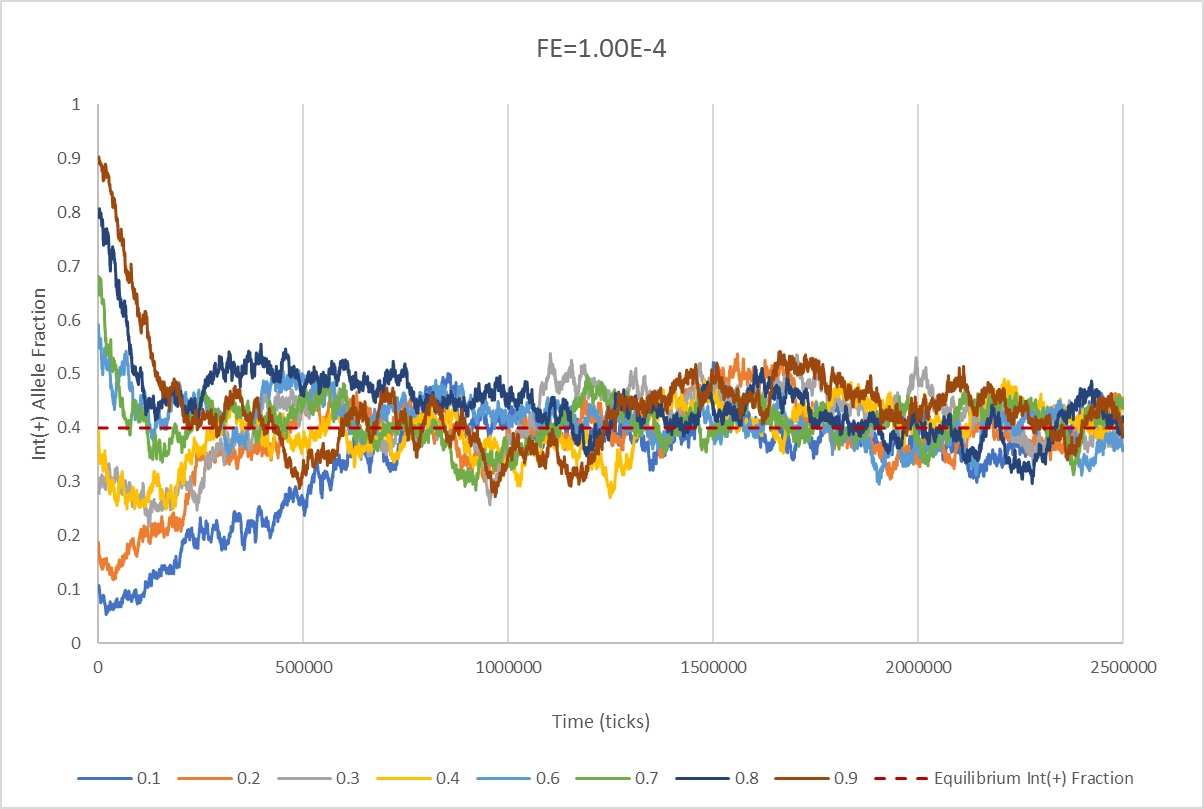 FE=1.00E-4
1
0.9
0.8
0.7
0.6
0.5
0.4
0.3
0.2
0.1
0
Int(+) Allele Fraction
0 500000 1000000 1500000 2000000 2500000
Time (ticks)
0.1 0.2 0.3 0.4 0.6 0.7 0.8 0.9 Equilibrium Int(+) Fraction